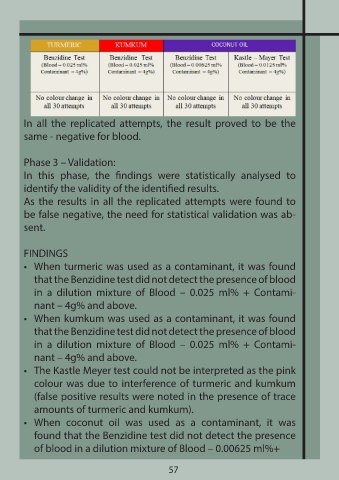 TURMERIC KUMKUM COCONUT OIL
Benzidine Test Benzidine Test Benzidine Test Kastle – Mayer Test
(Blood – 0.025 ml% (Blood – 0.025 ml% (Blood – 0.00625 ml% (Blood – 0.0125 ml%
Contaminant – 4g%) Contaminant – 4g%) Contaminant – 4g%) Contaminant – 4g%)
No colour change in No colour change in No colour change in No colour change in
all 30 attempts all 30 attempts all 30 attempts all 30 attempts
In all the replicated attempts, the result proved to be the
same - negative for blood.
Phase 3 – Validation:
In this phase, the findings were statistically analysed to
identify the validity of the identified results.
As the results in all the replicated attempts were found to
be false negative, the need for statistical validation was ab-
sent.
FINDINGS
• When turmeric was used as a contaminant, it was found
that the Benzidine test did not detect the presence of blood
in a dilution mixture of Blood – 0.025 ml% + Contami-
nant – 4g% and above.
• When kumkum was used as a contaminant, it was found
that the Benzidine test did not detect the presence of blood
in a dilution mixture of Blood – 0.025 ml% + Contami-
nant – 4g% and above.
• The Kastle Meyer test could not be interpreted as the pink
colour was due to interference of turmeric and kumkum
(false positive results were noted in the presence of trace
amounts of turmeric and kumkum).
• When coconut oil was used as a contaminant, it was
found that the Benzidine test did not detect the presence
of blood in a dilution mixture of Blood – 0.00625 ml%+
57